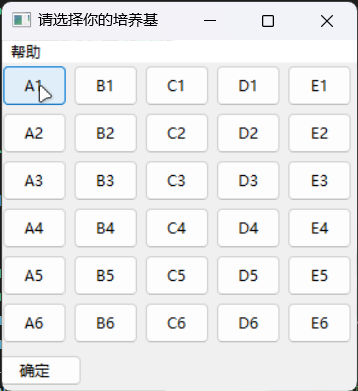 请选择你的培养基
帮助
A1 B1 C1 D1 E1
A2 B2 C2 D2 E2
A3 B3 C3 D3 E3
A4 B4 C4 D4 E4
A5 B5 C5 D5 E5
A6 B6 C6 D6 E6
确定